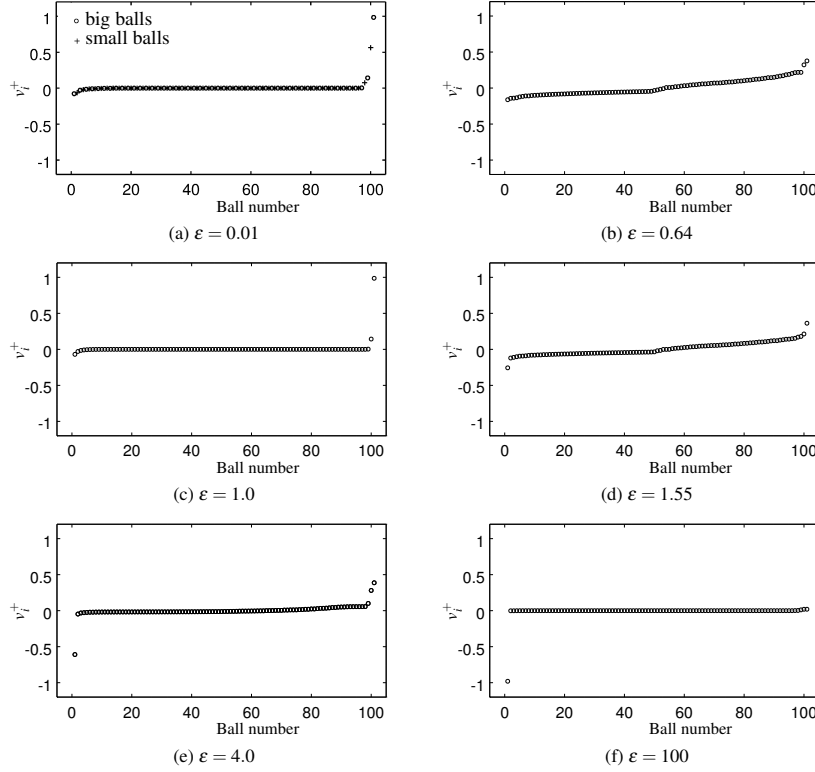 big balls
small balls
1
0.5
0
-0.5
-1
v_i^+
0 20 40 60 80 100
Ball number
(a) ε = 0.01
1
0.5
0
-0.5
-1
v_i^+
0 20 40 60 80 100
Ball number
(b) ε = 0.64
1
0.5
0
-0.5
-1
v_i^+
0 20 40 60 80 100
Ball number
(c) ε = 1.0
1
0.5
0
-0.5
-1
v_i^+
0 20 40 60 80 100
Ball number
(d) ε = 1.55
1
0.5
0
-0.5
-1
v_i^+
0 20 40 60 80 100
Ball number
(e) ε = 4.0
1
0.5
0
-0.5
-1
v_i^+
0 20 40 60 80 100
Ball number
(f) ε = 100